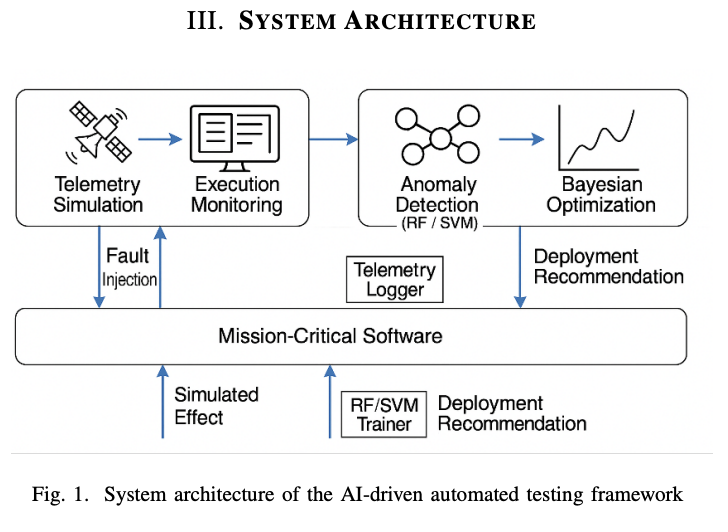 III. SYSTEM ARCHITECTURE
Telemetry
Simulation
Execution
Monitoring
Anomaly
Detection
(RF / SVM)
Bayesian
Optimization
Fault
Injection
Telemetry
Logger
Deployment
Recommendation
Mission-Critical Software
Simulated
Effect
RF/SVM
Trainer
Deployment
Recommendation
Fig. 1. System architecture of the AI-driven automated testing framework